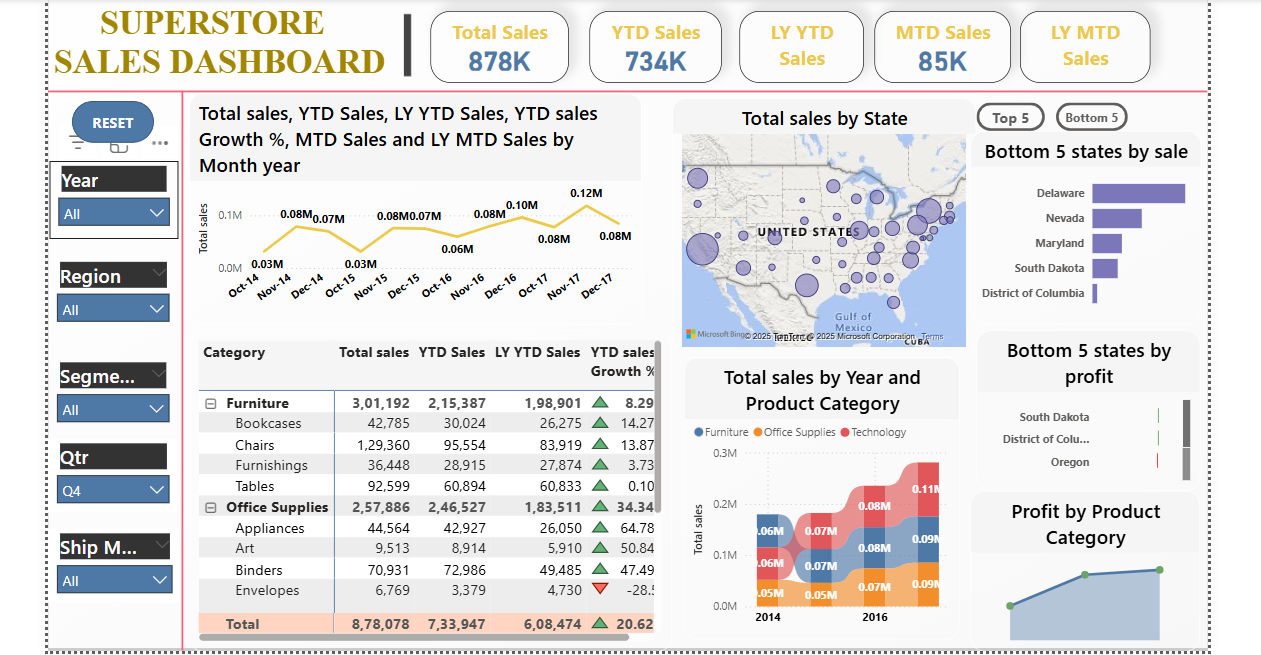 SUPERSTORE
SALES DASHBOARD
Total Sales
878K
YTD Sales
734K
LY YTD
Sales
MTD Sales
85K
LY MTD
Sales
RESET
Year
All
Region
All
Segme...
All
Qtr
Q4
Ship M...
All
Total sales, YTD Sales, LY YTD Sales, YTD sales
Growth %, MTD Sales and LY MTD Sales by
Month year
Total sales
0.1M
0.0M
0.03M
0.08M
0.07M
0.03M
0.08M
0.07M
0.06M
0.08M
0.10M
0.08M
0.12M
0.08M
Oct-14
Nov-14
Dec-14
Oct-15
Nov-15
Dec-15
Oct-16
Nov-16
Dec-16
Oct-17
Nov-17
Dec-17
Category Total sales YTD Sales LY YTD Sales YTD sales
Growth %
Furniture 3,01,192 2,15,387 1,98,901 8.29
Bookcases 42,785 30,024 26,275 14.27
Chairs 1,29,360 95,554 83,919 13.87
Furnishings 36,448 28,915 27,874 3.73
Tables 92,599 60,894 60,833 0.10
Office Supplies 2,57,886 2,46,527 1,83,511 34.34
Appliances 44,564 42,927 26,050 64.78
Art 9,513 8,914 5,910 50.84
Binders 70,931 72,986 49,485 47.49
Envelopes 6,769 3,379 4,730 -28.5
Total 8,78,078 7,33,947 6,08,474 20.62
Total sales by State
UNITED STATES
Gulf of
Mexico
CUBA
Microsoft Bing
© 2025 TomTom, © 2025 Microsoft Corporation Terms
Total sales by Year and
Product Category
Furniture Office Supplies Technology
Total sales
0.3M
0.2M
0.1M
0.0M
.06M
.06M
.05M
0.07M
0.07M
0.05M
0.08M
0.08M
0.07M
0.11M
0.09M
0.09M
2014
2016
Top 5
Bottom 5
Bottom 5 states by sale
Delaware
Nevada
Maryland
South Dakota
District of Columbia
Bottom 5 states by
profit
South Dakota
District of Colu...
Oregon
Profit by Product
Category